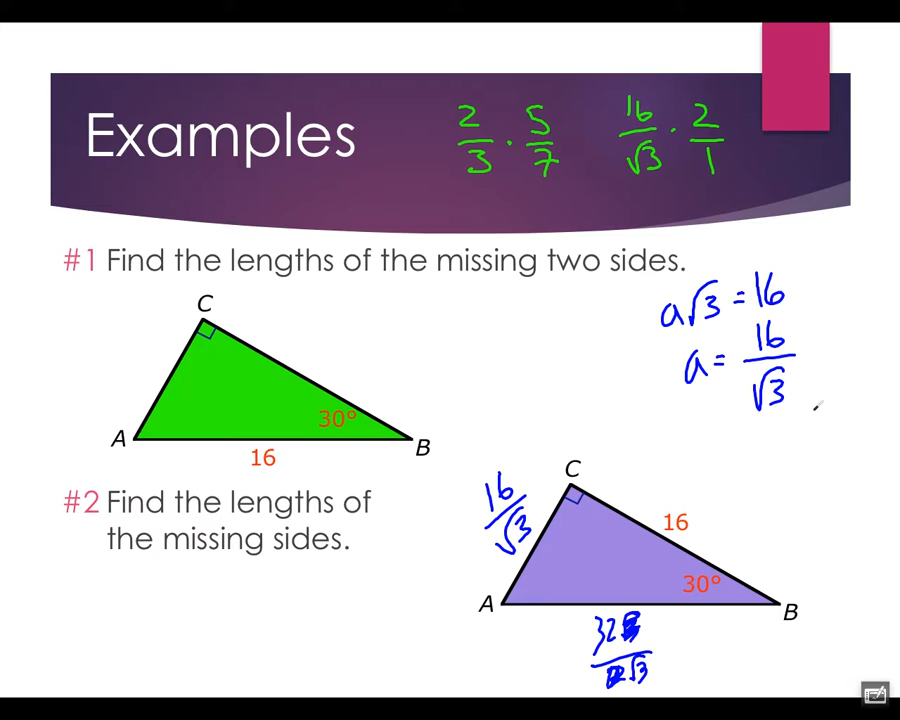 Examples
2/3 · 5/7
16/√3 · 2/1
#1 Find the lengths of the missing two sides.
a√3 = 16
a = 16/√3
C
30°
A
B
16
#2 Find the lengths of
the missing sides.
C
16/√3
16
30°
A
B
32/√3